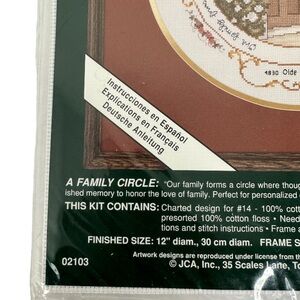 4830 Olde
Instrucciones en Español
Explications en Français
Deutsche Anleitung
A FAMILY CIRCLE: "Our family forms a circle where thou
ished memory to honor the love of family. Perfect for personalized
THIS KIT CONTAINS: Charted design for #14 - 100% cott
presorted 100% cotton floss • Need
tions and stitch instructions • Frame
FINISHED SIZE: 12" diam., 30 cm diam. FRAME S
Artwork designs are reproduced under license from th
02103
© JCA, Inc., 35 Scales Lane, To